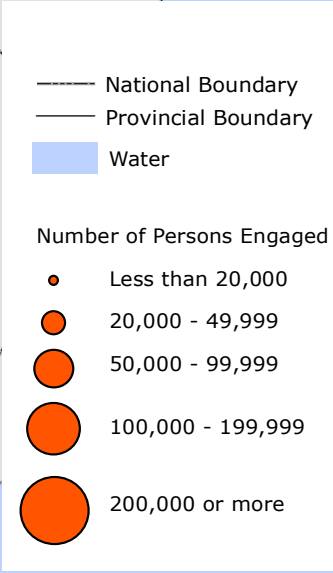 National Boundary
Provincial Boundary
Water
Number of Persons Engaged
Less than 20,000
20,000 - 49,999
50,000 - 99,999
100,000 - 199,999
200,000 or more